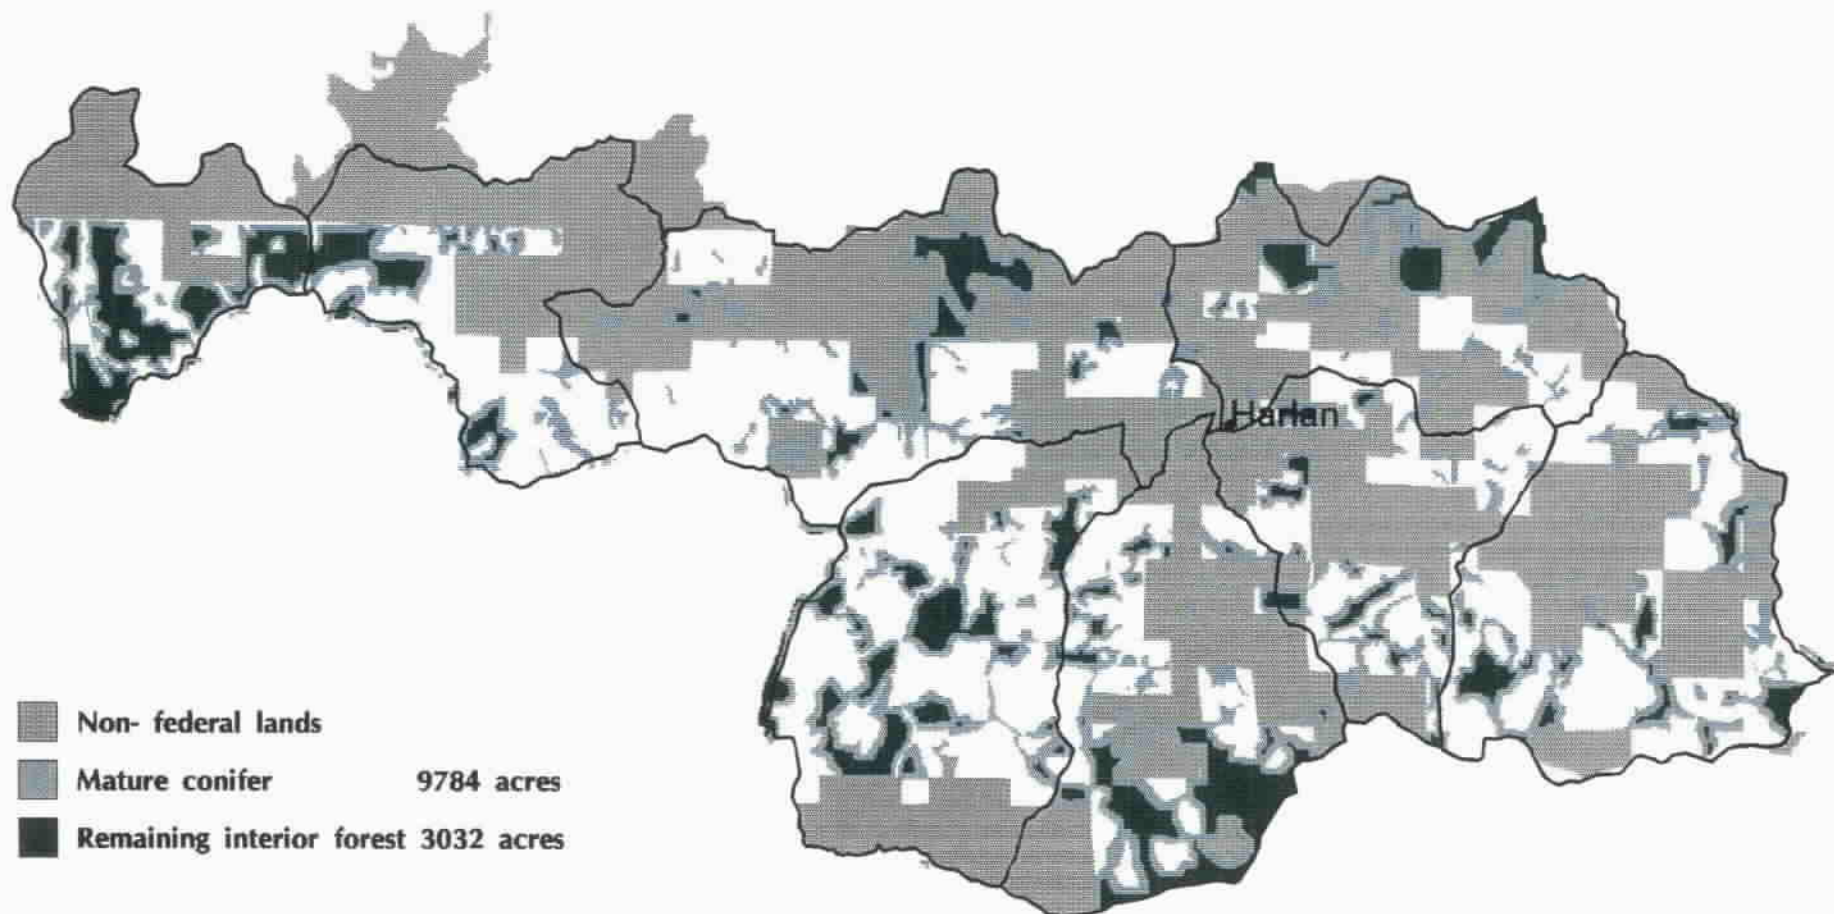 Harlan
Non- federal lands
Mature conifer 9784 acres
Remaining interior forest 3032 acres